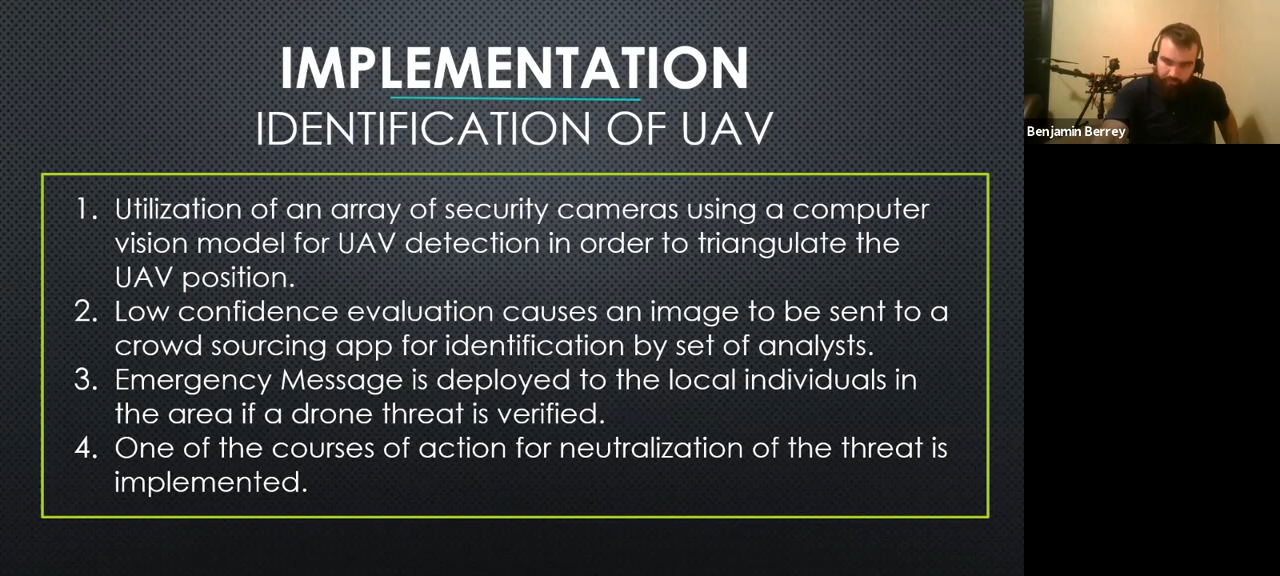 IMPLEMENTATION
IDENTIFICATION OF UAV
1. Utilization of an array of security cameras using a computer
vision model for UAV detection in order to triangulate the
UAV position.
2. Low confidence evaluation causes an image to be sent to a
crowd sourcing app for identification by set of analysts.
3. Emergency Message is deployed to the local individuals in
the area if a drone threat is verified.
4. One of the courses of action for neutralization of the threat is
implemented.
Benjamin Berrey